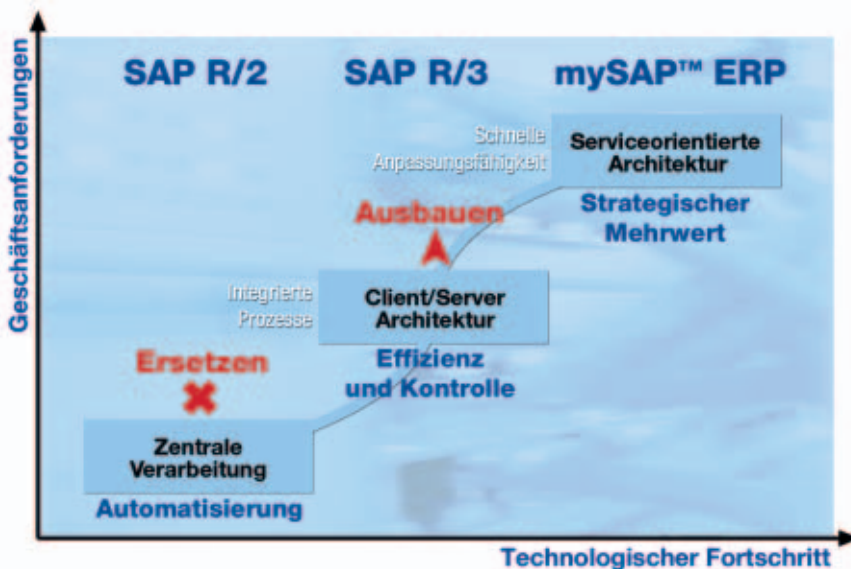 Geschäftsanforderungen
SAP R/2
SAP R/3
mySAP™ ERP
Schnelle
Anpassungsfähigkeit
Serviceorientierte
Architektur
Strategischer
Mehrwert
Ausbauen
Integrierte
Prozesse
Client/Server
Architektur
Effizienz
und Kontrolle
Ersetzen
Zentrale
Verarbeitung
Automatisierung
Technologischer Fortschritt